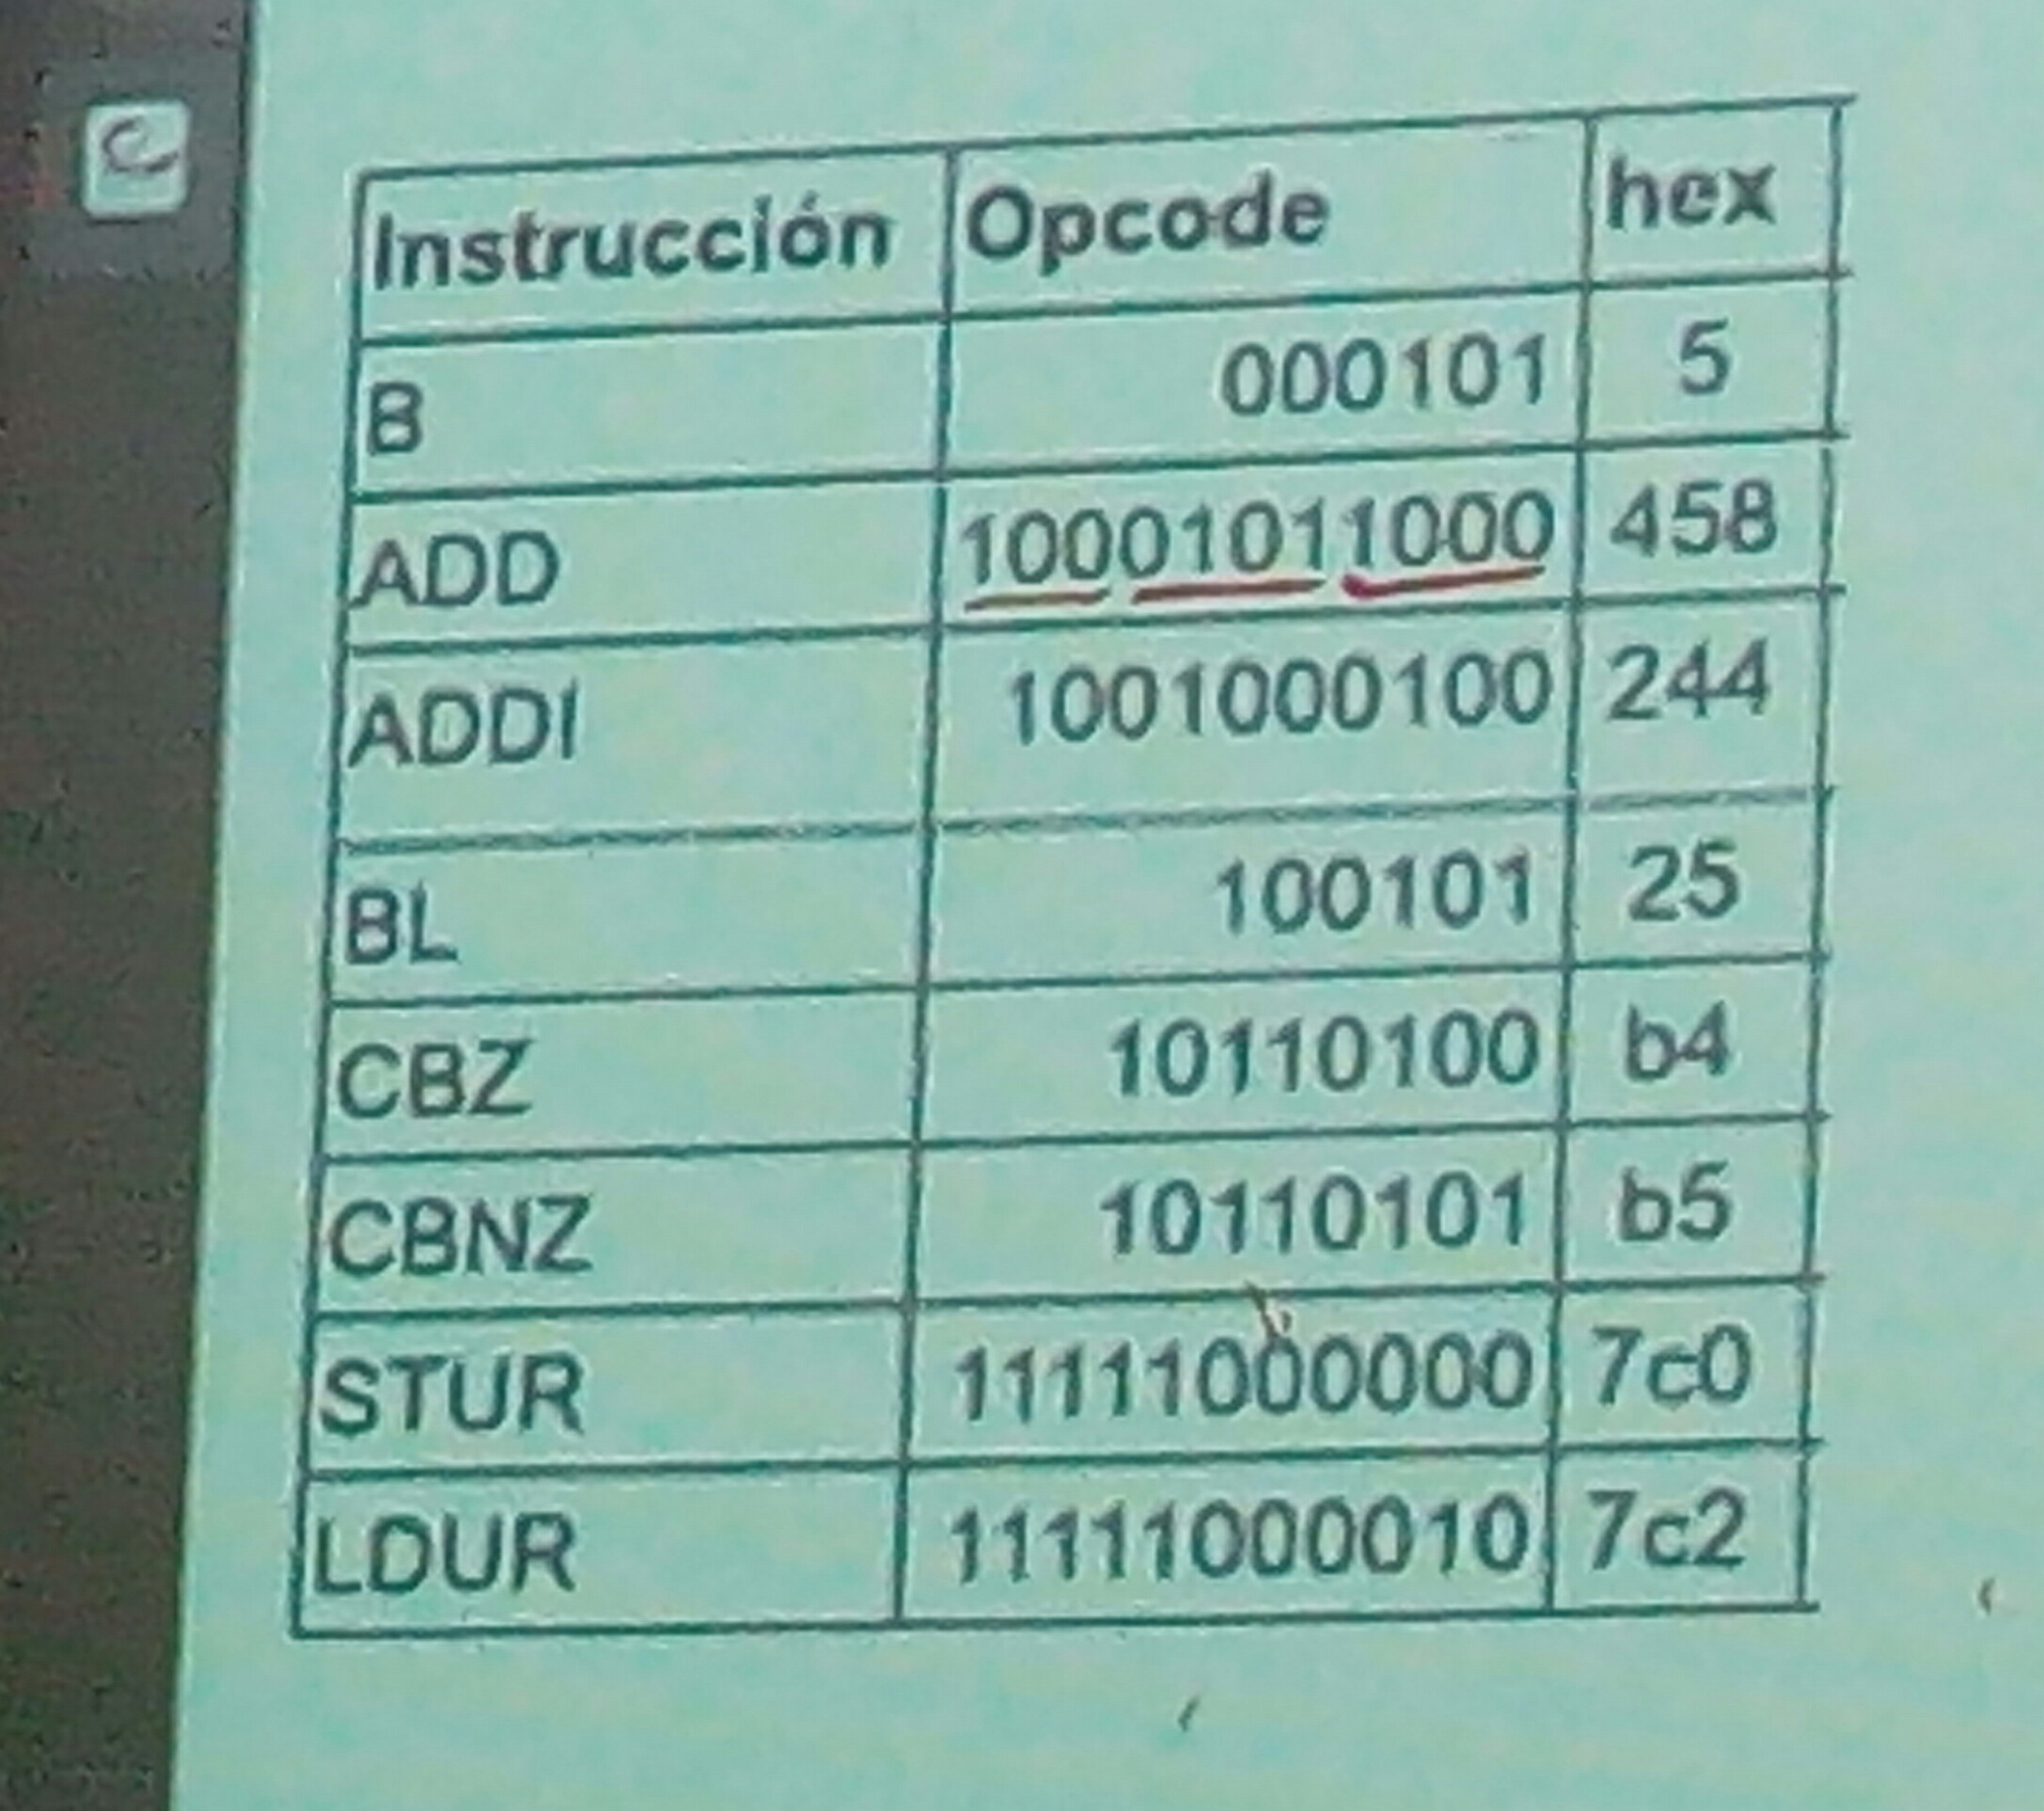 Instrucción Opcode hex
B 000101 5
ADD 10001011000 458
ADDI 1001000100 244
BL 100101 25
CBZ 10110100 b4
CBNZ 10110101 b5
STUR 11111000000 7c0
LDUR 11111000010 7c2